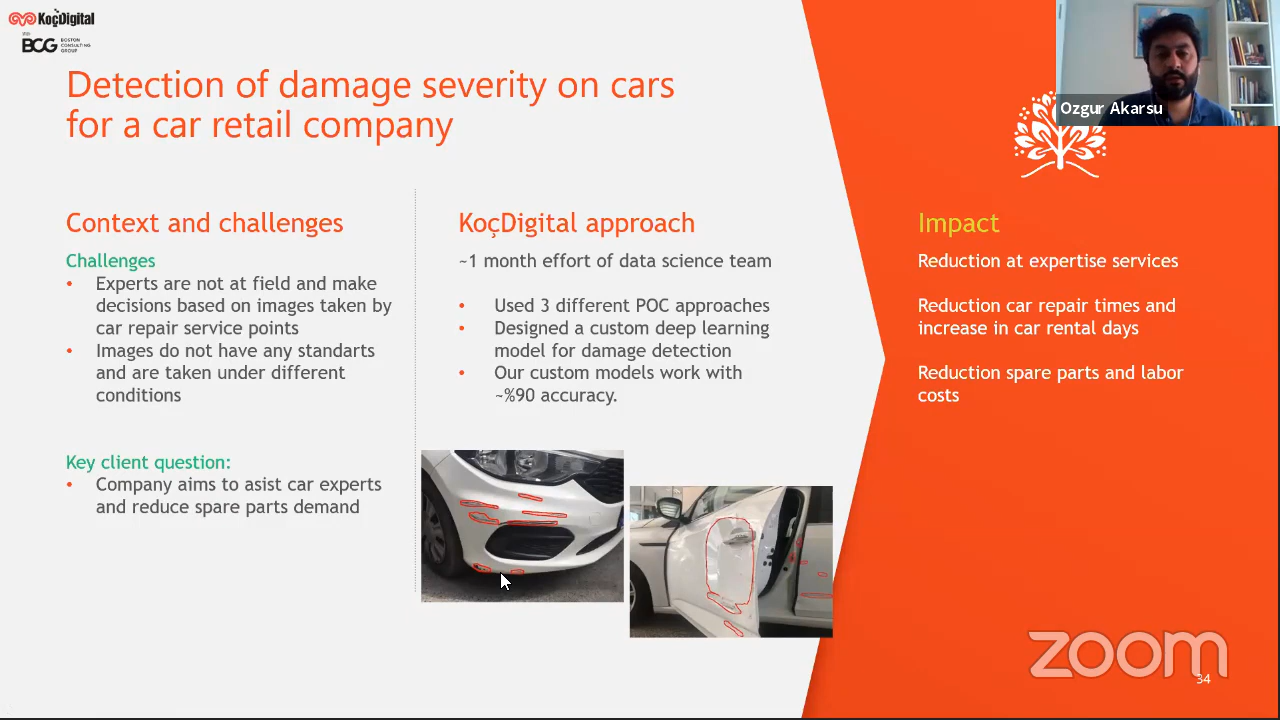 KoçDigital
with
BCG
BOSTON
CONSULTING
GROUP
Detection of damage severity on cars
for a car retail company
Ozgur Akarsu
Context and challenges
Challenges
• Experts are not at field and make
decisions based on images taken by
car repair service points
• Images do not have any standarts
and are taken under different
conditions
Key client question:
• Company aims to asist car experts
and reduce spare parts demand
KoçDigital approach
~1 month effort of data science team
• Used 3 different POC approaches
• Designed a custom deep learning
model for damage detection
• Our custom models work with
~%90 accuracy.
Impact
Reduction at expertise services
Reduction car repair times and
increase in car rental days
Reduction spare parts and labor
costs
zoom
34